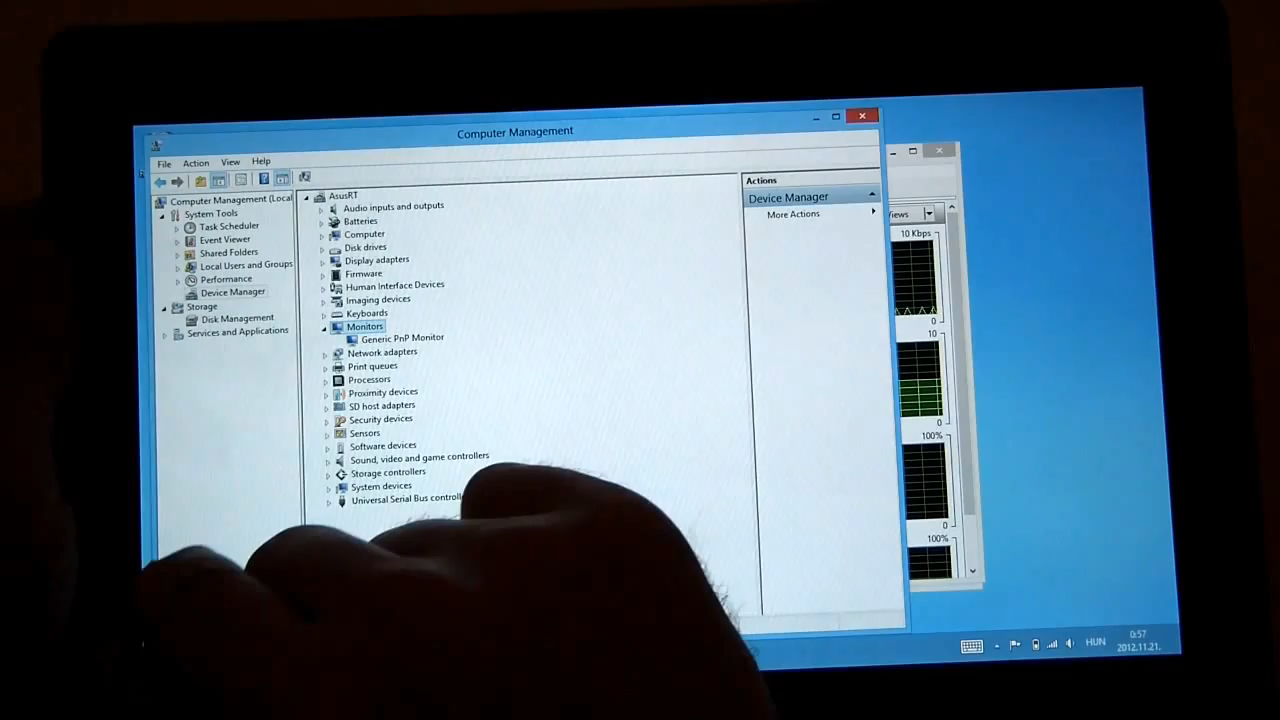 Computer Management
File Action View Help
Computer Management (Local
System Tools
Task Scheduler
Event Viewer
Shared Folders
Local Users and Groups
Performance
Device Manager
Storage
Disk Management
Services and Applications
AsusRT
Audio inputs and outputs
Batteries
Computer
Disk drives
Display adapters
Firmware
Human Interface Devices
Imaging devices
Keyboards
Monitors
Generic PnP Monitor
Network adapters
Print queues
Processors
Proximity devices
SD host adapters
Security devices
Sensors
Software devices
Sound, video and game controllers
Storage controllers
System devices
Universal Serial Bus controll
Actions
Device Manager
More Actions
Views
10 Kbps
0
10
0
100%
0
100%
HUN
0:57
2012.11.21.